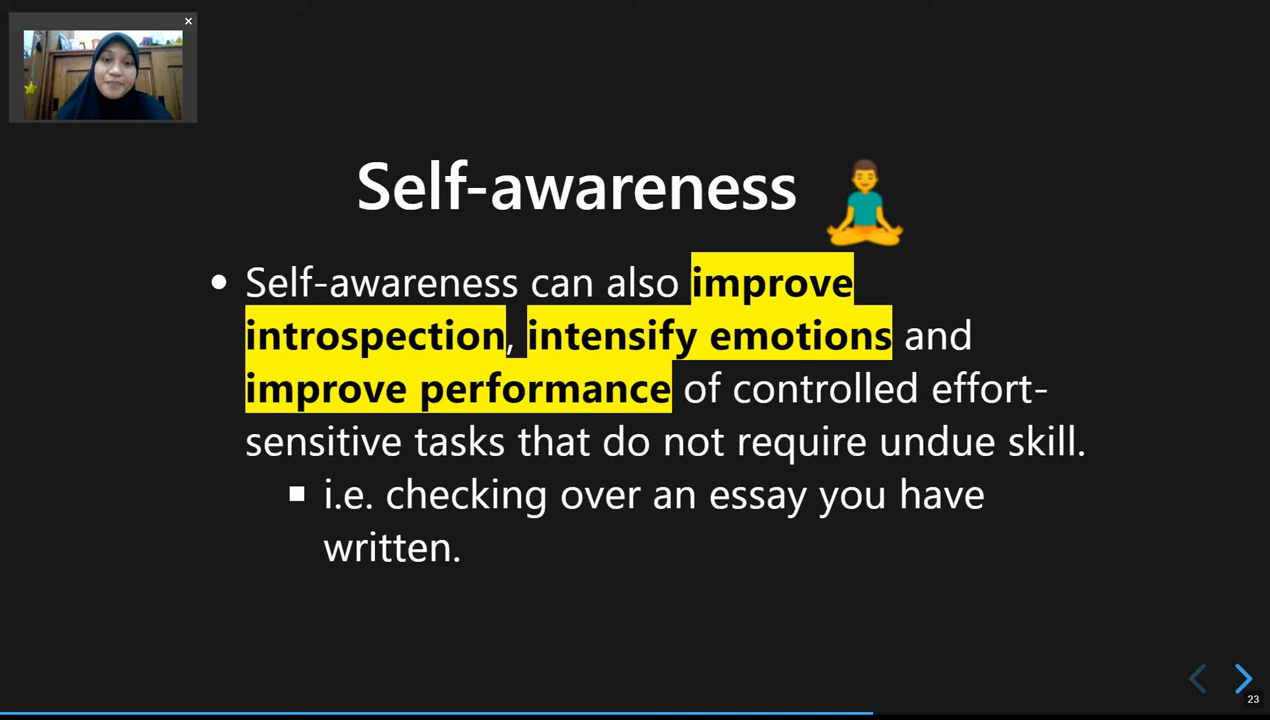 Self-awareness
Self-awareness can also improve
introspection, intensify emotions and
improve performance of controlled effort-
sensitive tasks that do not require undue skill.
i.e. checking over an essay you have
written.
23